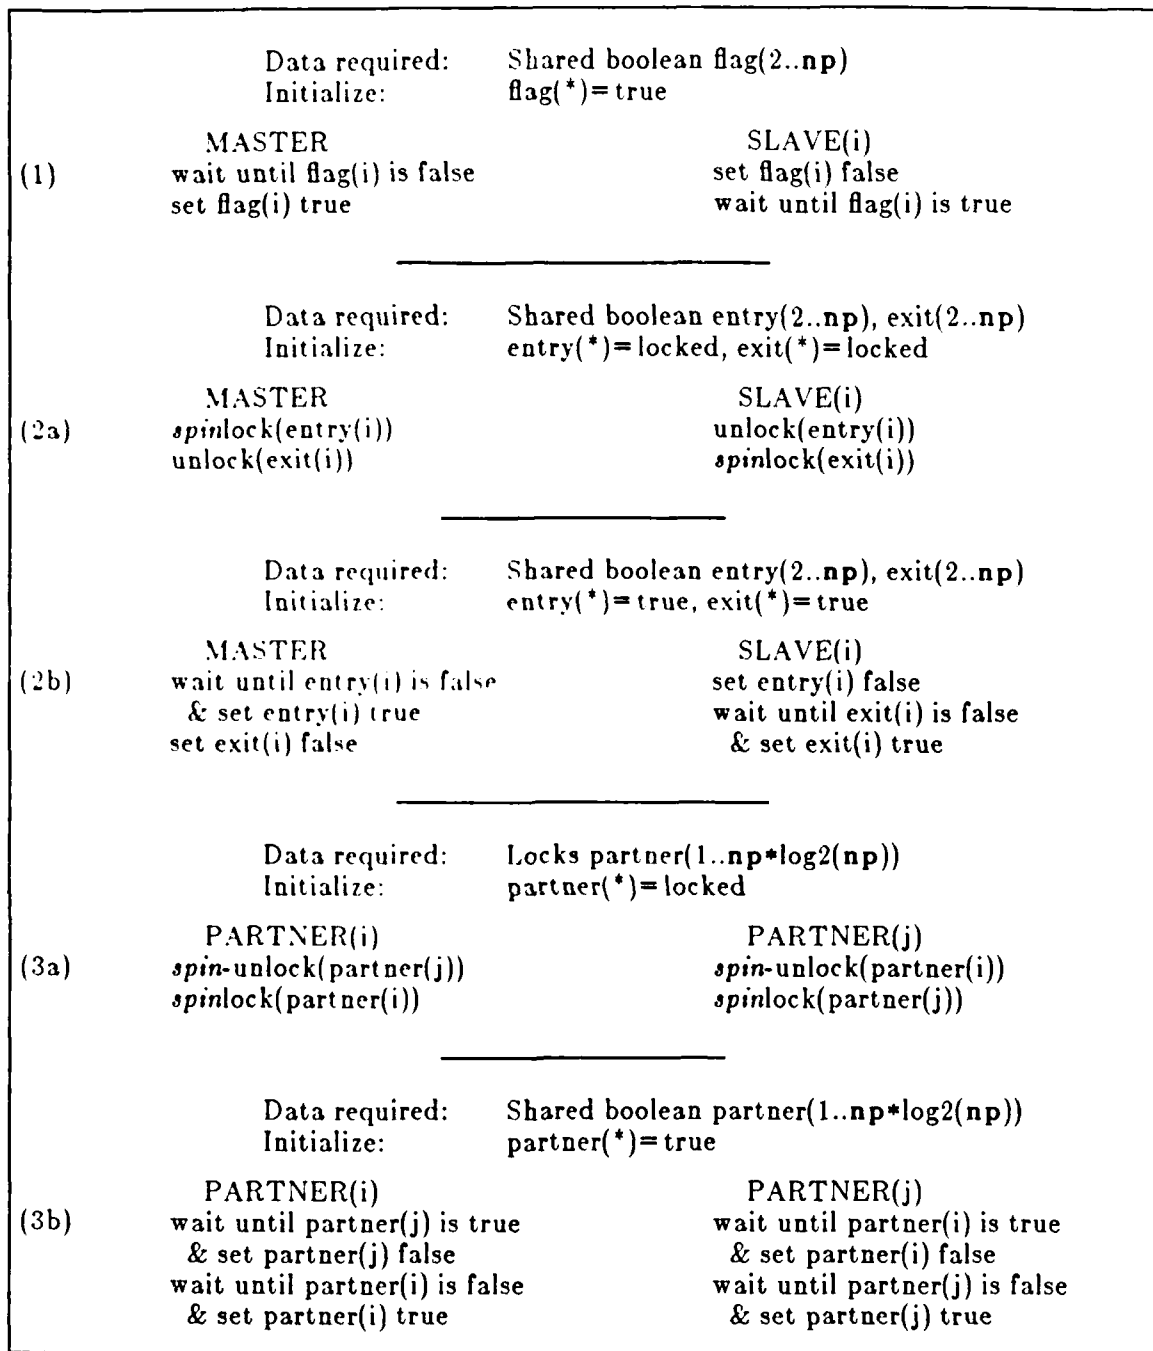 Data required: Shared boolean flag(2..np)
Initialize: flag(*)=true
MASTER SLAVE(i)
(1) wait until flag(i) is false set flag(i) false
set flag(i) true wait until flag(i) is true
Data required: Shared boolean entry(2..np), exit(2..np)
Initialize: entry(*)=locked, exit(*)=locked
MASTER SLAVE(i)
(2a) spinlock(entry(i)) unlock(entry(i))
unlock(exit(i)) spinlock(exit(i))
Data required: Shared boolean entry(2..np), exit(2..np)
Initialize: entry(*)=true, exit(*)=true
MASTER SLAVE(i)
(2b) wait until entry(i) is false set entry(i) false
& set entry(i) true wait until exit(i) is false
set exit(i) false & set exit(i) true
Data required: Locks partner(1..np*log2(np))
Initialize: partner(*)=locked
PARTNER(i) PARTNER(j)
(3a) spin-unlock(partner(j)) spin-unlock(partner(i))
spinlock(partner(i)) spinlock(partner(j))
Data required: Shared boolean partner(1..np*log2(np))
Initialize: partner(*)=true
PARTNER(i) PARTNER(j)
(3b) wait until partner(j) is true wait until partner(i) is true
& set partner(j) false & set partner(i) false
wait until partner(i) is false wait until partner(j) is false
& set partner(i) true & set partner(j) true